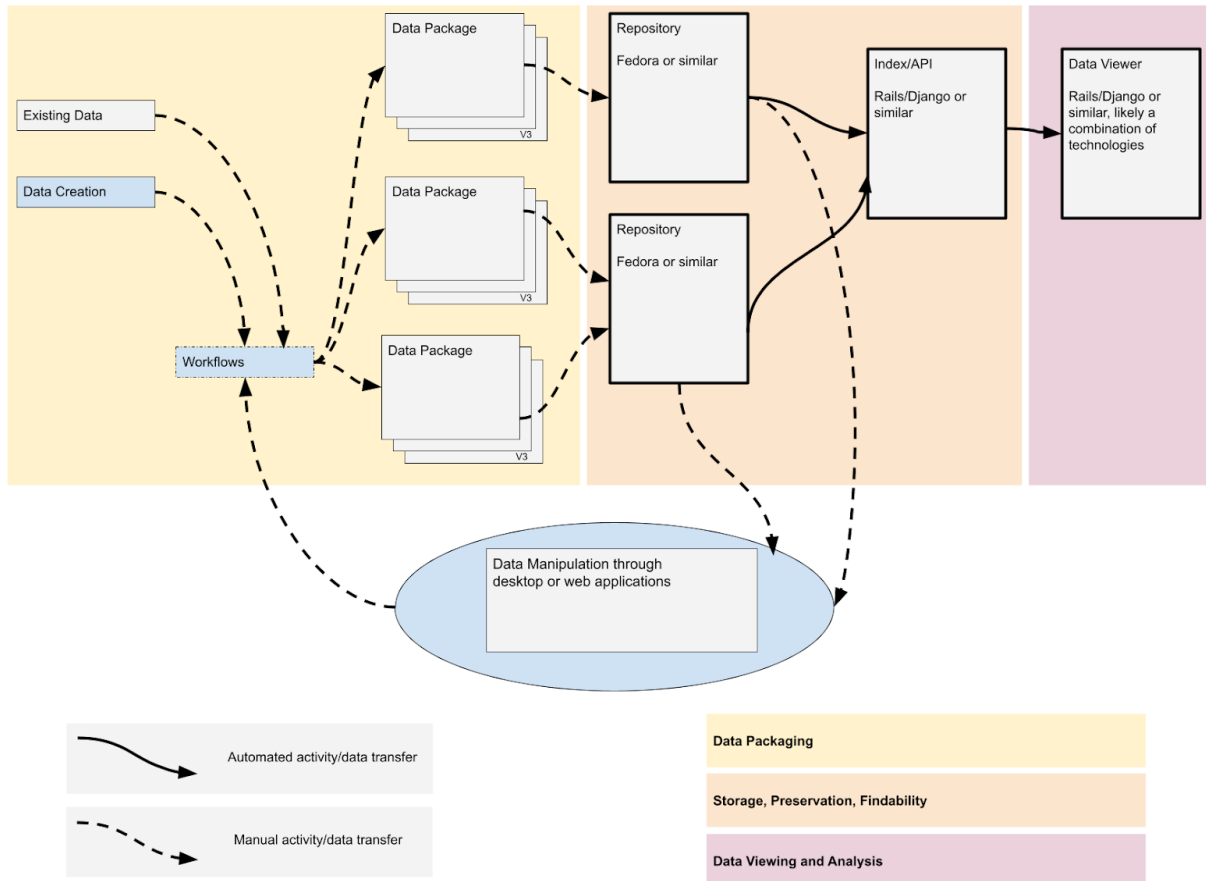 Existing Data
Data Creation
Workflows
Data Package
V3
Data Package
V3
Data Package
V3
Repository
Fedora or similar
Repository
Fedora or similar
Index/API
Rails/Django or
similar
Data Viewer
Rails/Django or
similar, likely a
combination of
technologies
Data Manipulation through
desktop or web applications
Automated activity/data transfer
Manual activity/data transfer
Data Packaging
Storage, Preservation, Findability
Data Viewing and Analysis